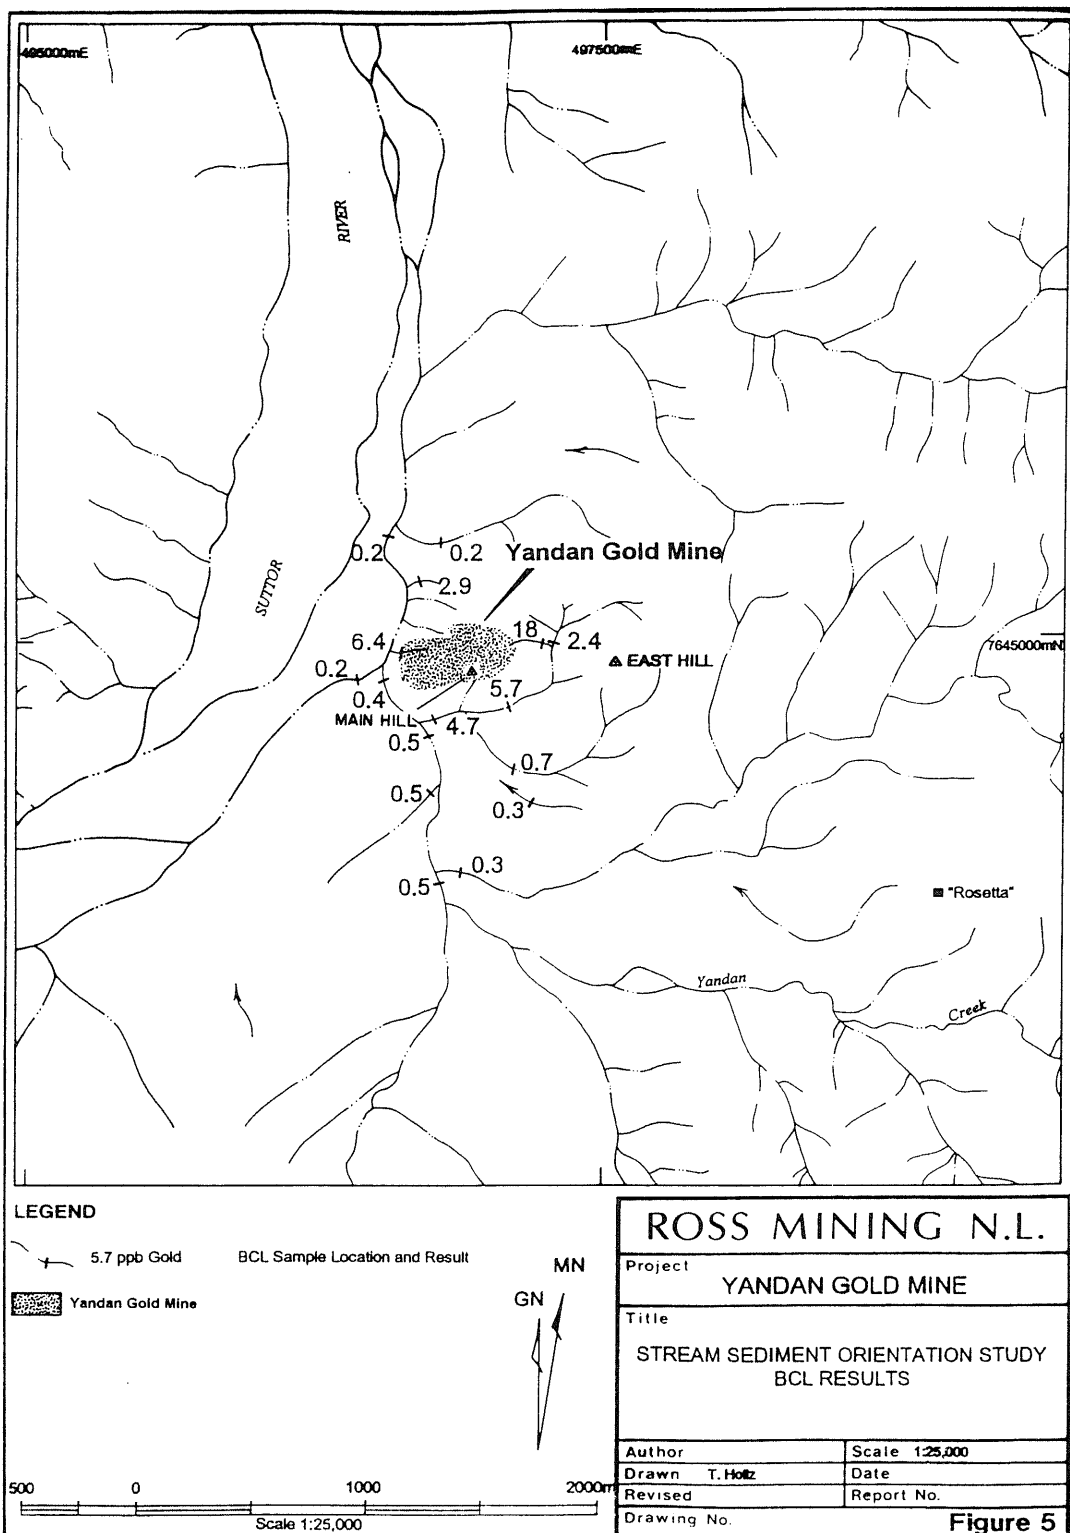 495000mE
497500mE
RIVER
SUTTOR
0.2
0.2
Yandan Gold Mine
2.9
6.4
18
2.4
7645000mN
EAST HILL
0.2
0.4
5.7
MAIN HILL
4.7
0.5
0.7
0.5
0.3
0.3
0.5
"Rosetta"
Yandan
Creek
LEGEND
5.7 ppb Gold BCL Sample Location and Result
Yandan Gold Mine
MN
GN
500 0 1000 2000m
Scale 1:25,000
ROSS MINING N.L.
Project
YANDAN GOLD MINE
Title
STREAM SEDIMENT ORIENTATION STUDY
BCL RESULTS
Author Scale 1:25,000
Drawn T. Holtz Date
Revised Report No.
Drawing No. Figure 5